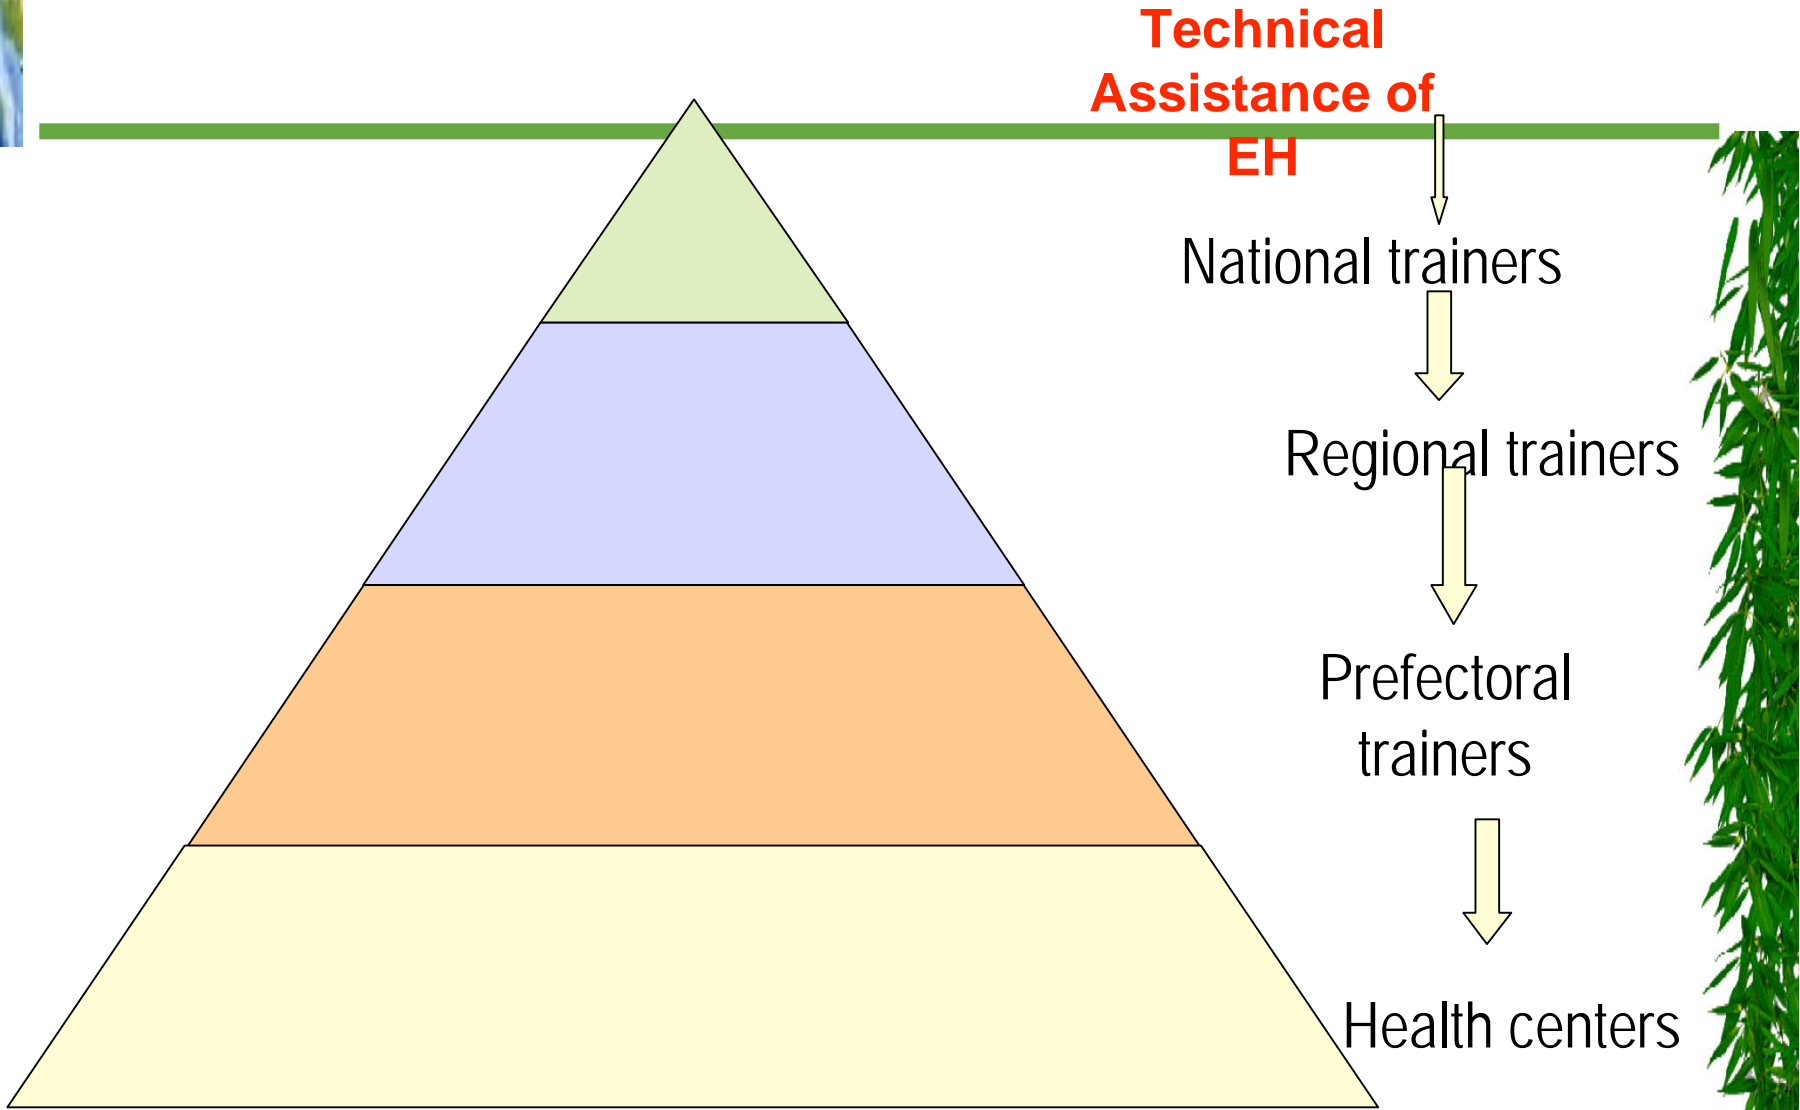 Technical
Assistance of
EH
National trainers
Regional trainers
Prefectoral
trainers
Health centers